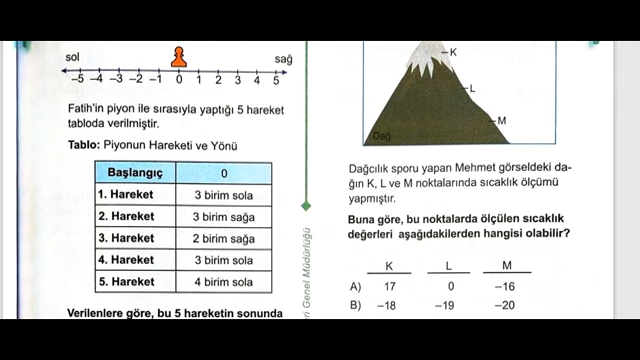 sol
sağ
–5 –4 –3 –2 –1 0 1 2 3 4 5
Fatih'in piyon ile sırasıyla yaptığı 5 hareket
tabloda verilmiştir.
Tablo: Piyonun Hareketi ve Yönü
Başlangıç 0
1. Hareket 3 birim sola
2. Hareket 3 birim sağa
3. Hareket 2 birim sağa
4. Hareket 3 birim sola
5. Hareket 4 birim sola
Verilenlere göre, bu 5 hareketin sonunda
Genel Müdürlüğü
K
L
M
Dağ
Dağcılık sporu yapan Mehmet görseldeki da-
ğın K, L ve M noktalarında sıcaklık ölçümü
yapmıştır.
Buna göre, bu noktalarda ölçülen sıcaklık
değerleri aşağıdakilerden hangisi olabilir?
K L M
A) 17 0 –16
B) –18 –19 –20